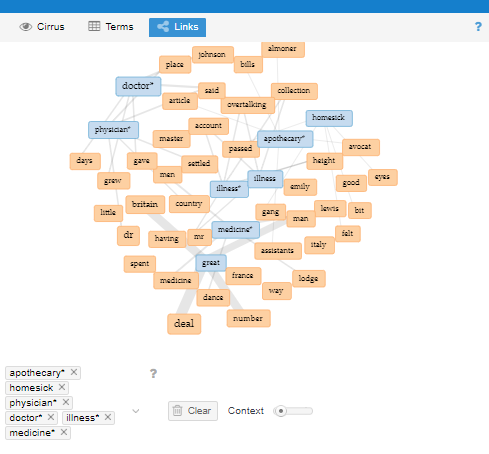 Cirrus Terms Links ?
almoner
johnson
place bills
doctor* said collection
article overtalking
homesick
physician* account
master apothecary*
passed avocat
days gave settled height
men illness eyes
grew illness* emily good
britain country
little gang lewis bit
man
dr having mr medicine* felt
assistants italy
spent great
medicine france lodge
way
dance
deal number
apothecary* ✕ ?
homesick ✕
physician* ✕
doctor* ✕ illness* ✕ Clear Context
medicine* ✕